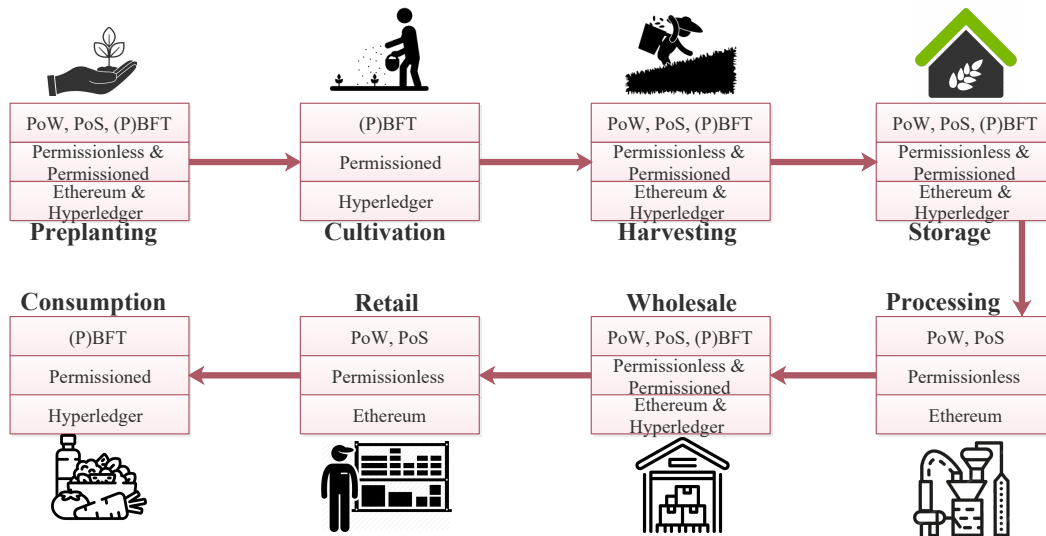 PoW, PoS, (P)BFT
Permissionless &
Permissioned
Ethereum &
Hyperledger
Preplanting
(P)BFT
Permissioned
Hyperledger
Cultivation
PoW, PoS, (P)BFT
Permissionless &
Permissioned
Ethereum &
Hyperledger
Harvesting
PoW, PoS, (P)BFT
Permissionless &
Permissioned
Ethereum &
Hyperledger
Storage
Consumption
(P)BFT
Permissioned
Hyperledger
Retail
PoW, PoS
Permissionless
Ethereum
Wholesale
PoW, PoS, (P)BFT
Permissionless &
Permissioned
Ethereum &
Hyperledger
Processing
PoW, PoS
Permissionless
Ethereum